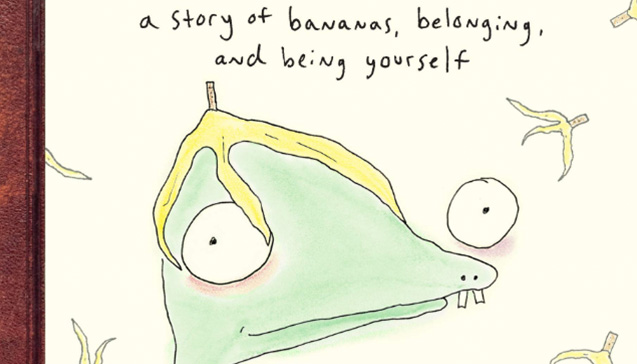 a story of bananas, belonging,
and being yourself